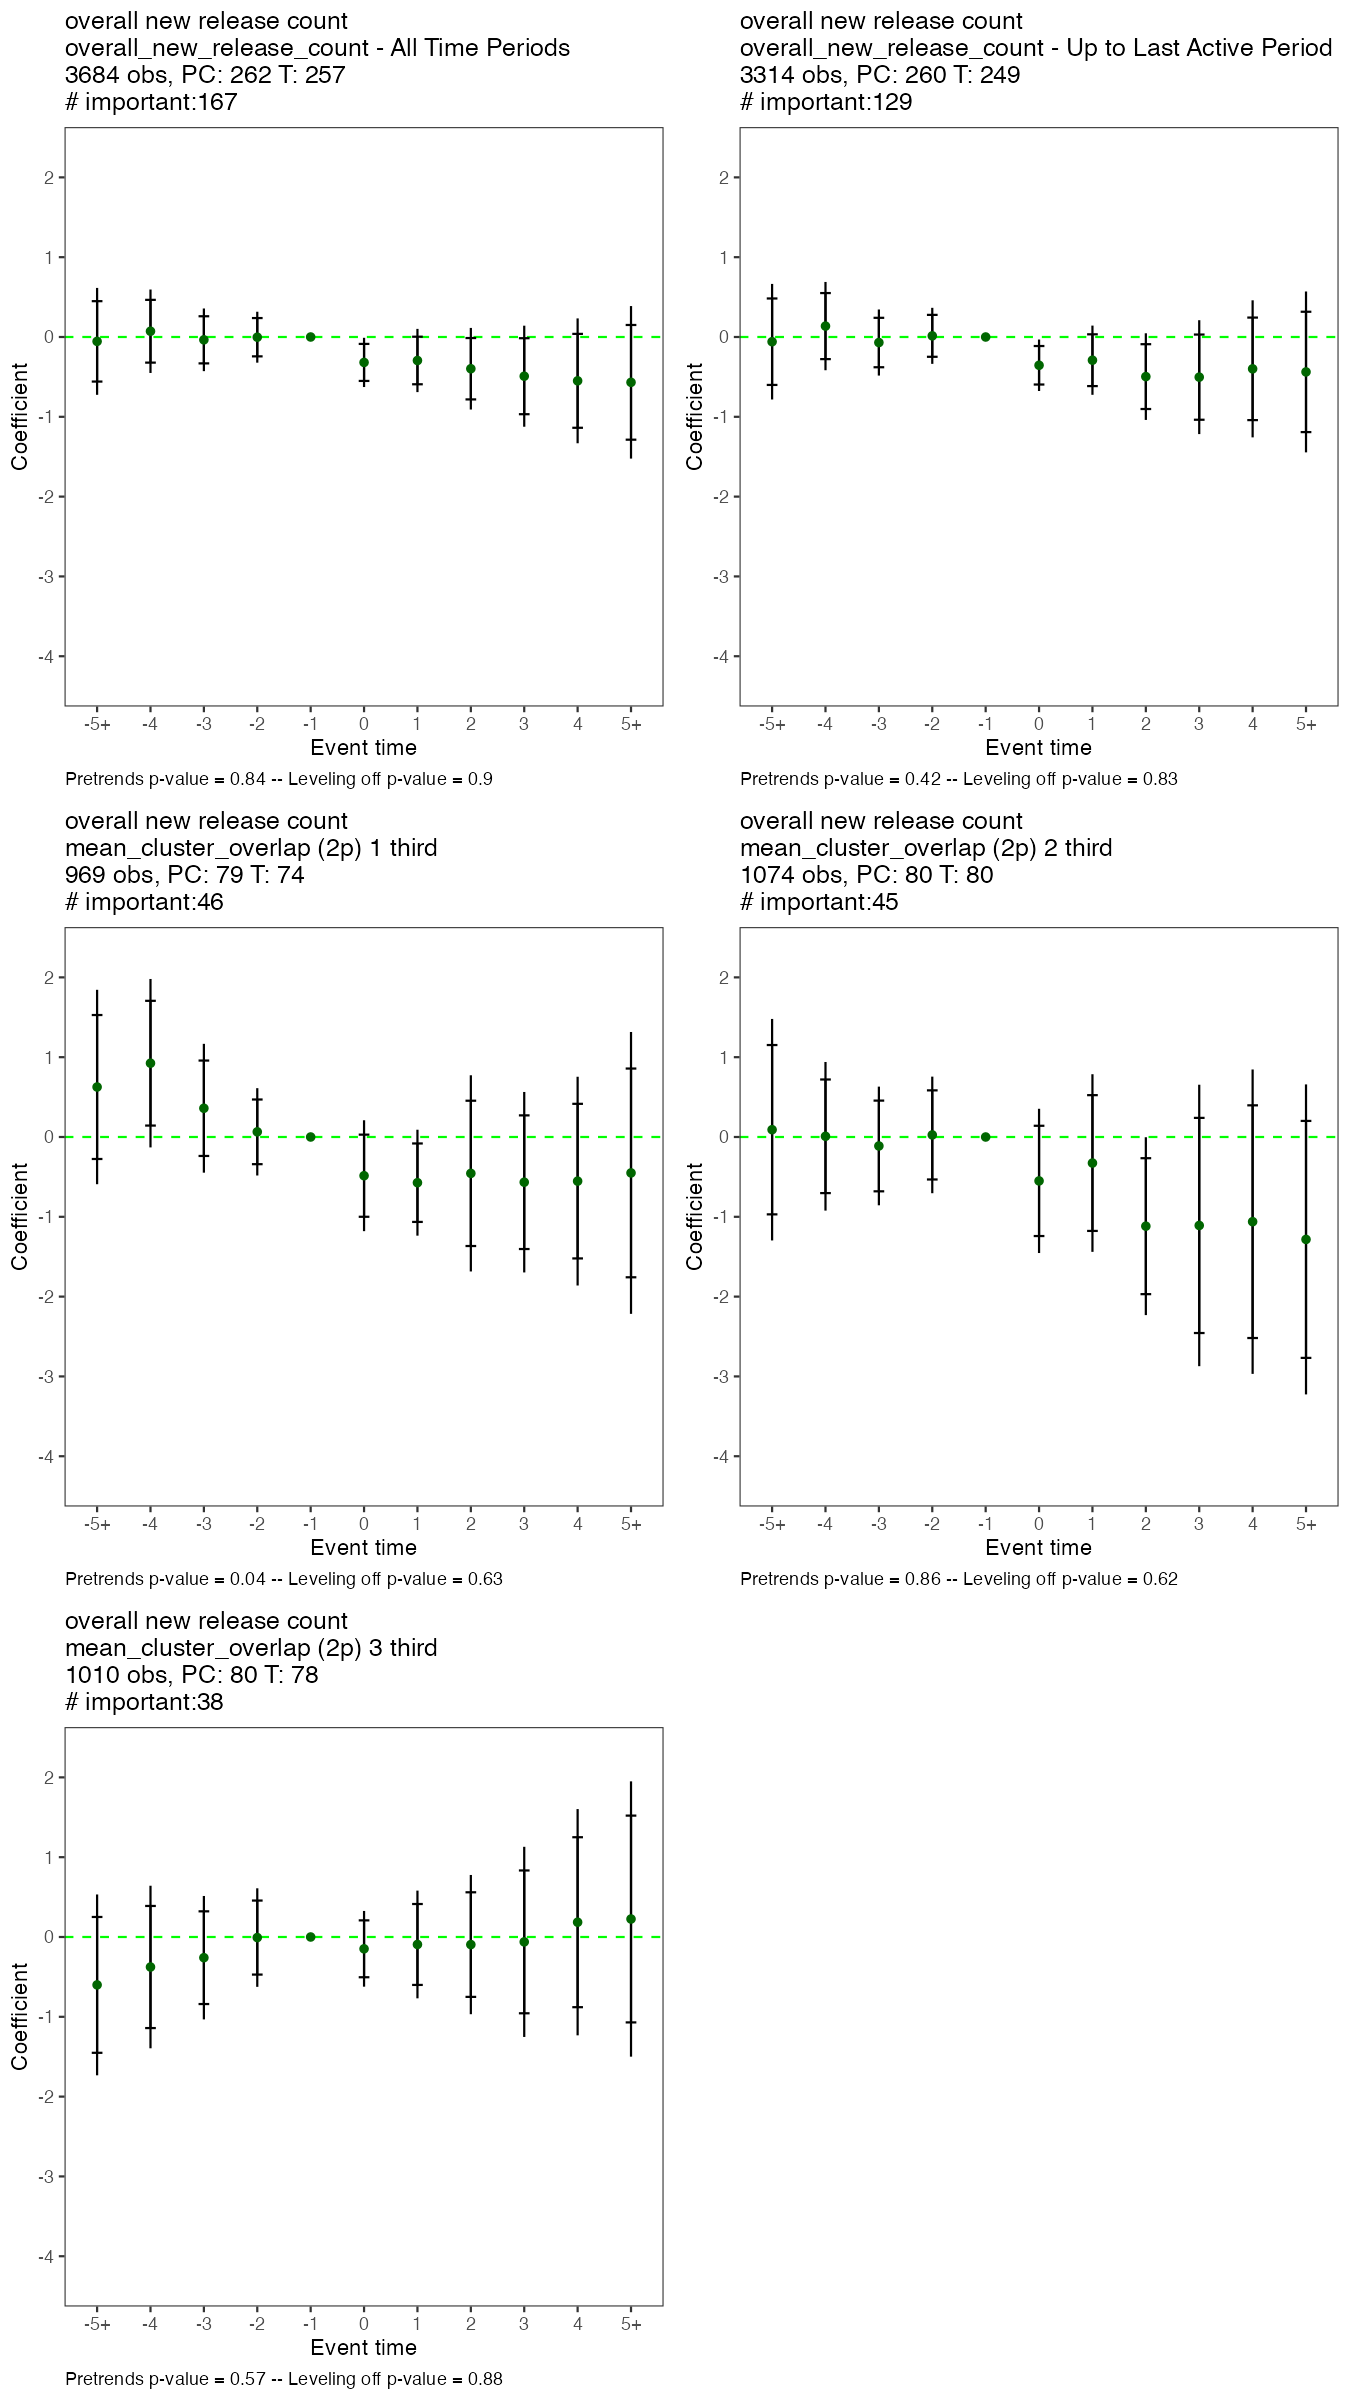 overall new release count
overall_new_release_count - All Time Periods
3684 obs, PC: 262 T: 257
# important:167
2
1
0
-1
-2
-3
-4
Coefficient
-5+ -4 -3 -2 -1 0 1 2 3 4 5+
Event time
Pretrends p-value = 0.84 -- Leveling off p-value = 0.9
overall new release count
overall_new_release_count - Up to Last Active Period
3314 obs, PC: 260 T: 249
# important:129
2
1
0
-1
-2
-3
-4
Coefficient
-5+ -4 -3 -2 -1 0 1 2 3 4 5+
Event time
Pretrends p-value = 0.42 -- Leveling off p-value = 0.83
overall new release count
mean_cluster_overlap (2p) 1 third
969 obs, PC: 79 T: 74
# important:46
2
1
0
-1
-2
-3
-4
Coefficient
-5+ -4 -3 -2 -1 0 1 2 3 4 5+
Event time
Pretrends p-value = 0.04 -- Leveling off p-value = 0.63
overall new release count
mean_cluster_overlap (2p) 2 third
1074 obs, PC: 80 T: 80
# important:45
2
1
0
-1
-2
-3
-4
Coefficient
-5+ -4 -3 -2 -1 0 1 2 3 4 5+
Event time
Pretrends p-value = 0.86 -- Leveling off p-value = 0.62
overall new release count
mean_cluster_overlap (2p) 3 third
1010 obs, PC: 80 T: 78
# important:38
2
1
0
-1
-2
-3
-4
Coefficient
-5+ -4 -3 -2 -1 0 1 2 3 4 5+
Event time
Pretrends p-value = 0.57 -- Leveling off p-value = 0.88